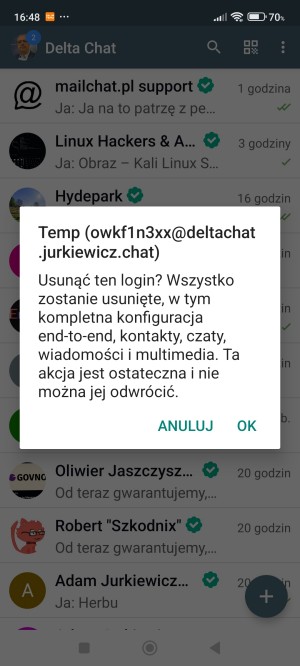 16:48
70%
2
Delta Chat
mailchat.pl support
1 godzina
Ja: Ja na to patrzę z pe…
Linux Hackers & A…
3 godziny
Ja: Obraz – Kali Linux S…
Hydepark
16 godzin
Temp (owkf1n3xx@deltachat
.jurkiewicz.chat)
Usunąć ten login? Wszystko
zostanie usunięte, w tym
kompletna konfiguracja
end-to-end, kontakty, czaty,
wiadomości i multimedia. Ta
akcja jest ostateczna i nie
można jej odwrócić.
ANULUJ
OK
GOVNO
Oliwier Jaszczysz…
20 godzin
Od teraz gwarantujemy,…
Robert "Szkodnix"
20 godzin
Od teraz gwarantujemy,…
A
Adam Jurkiewicz…
Ja: Herbu